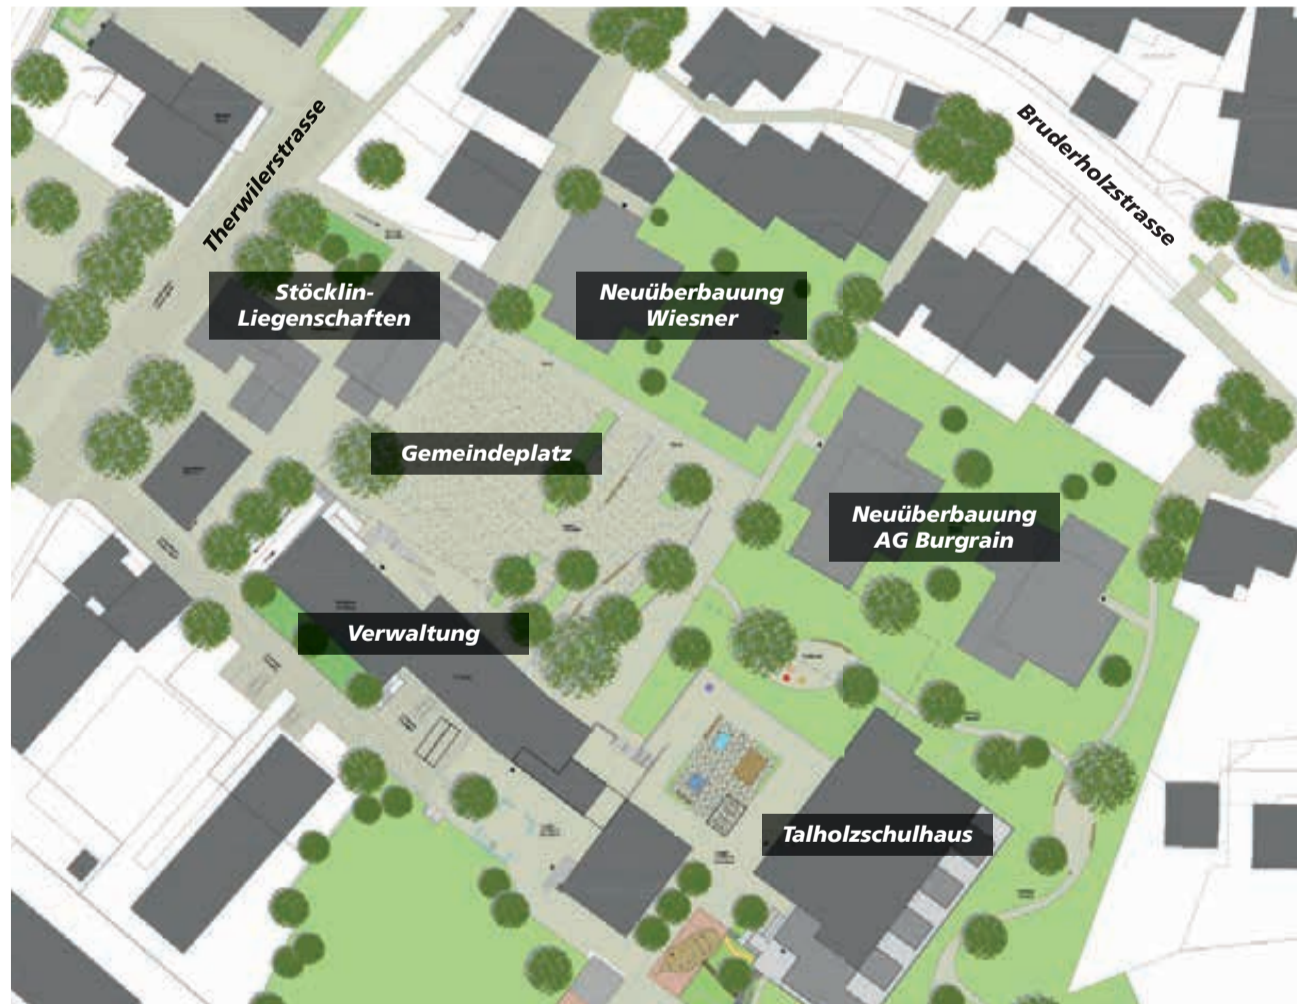 Therwilerstrasse
Bruderholzstrasse
Stöcklin-
Liegenschaften
Neuüberbauung
Wiesner
Gemeindeplatz
Neuüberbauung
AG Burgrain
Verwaltung
Talholzschulhaus